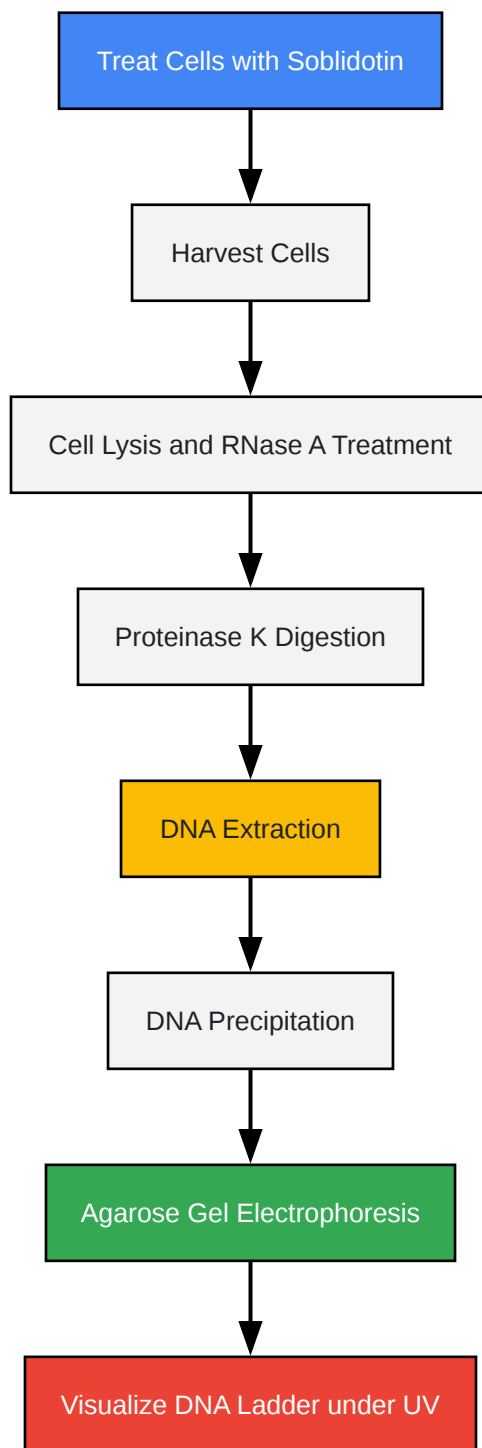 Treat Cells with Soblidotin
Harvest Cells
Cell Lysis and RNase A Treatment
Proteinase K Digestion
DNA Extraction
DNA Precipitation
Agarose Gel Electrophoresis
Visualize DNA Ladder under UV